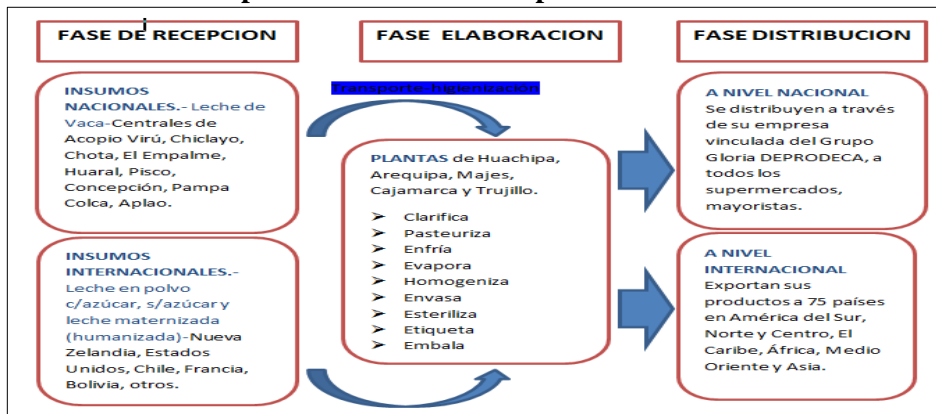 FASE DE RECEPCION
INSUMOS
NACIONALES.- Leche de
Vaca-Centrales de
Acopio Virú, Chiclayo,
Chota, El Empalme,
Huaral, Pisco,
Concepción, Pampa
Colca, Aplao.
INSUMOS
INTERNACIONALES.-
Leche en polvo
c/azúcar, s/azúcar y
leche maternizada
(humanizada)-Nueva
Zelandia, Estados
Unidos, Chile, Francia,
Bolivia, otros.
FASE ELABORACION
Transporte-higienización
PLANTAS de Huachipa,
Arequipa, Majes,
Cajamarca y Trujillo.
➤ Clarifica
➤ Pasteuriza
➤ Enfría
➤ Evapora
➤ Homogeniza
➤ Envasa
➤ Esteriliza
➤ Etiqueta
➤ Embala
FASE DISTRIBUCION
A NIVEL NACIONAL
Se distribuyen a través
de su empresa
vinculada del Grupo
Gloria DEPRODECA, a
todos los
supermercados,
mayoristas.
A NIVEL
INTERNACIONAL
Exportan sus
productos a 75 países
en América del Sur,
Norte y Centro, El
Caribe, África, Medio
Oriente y Asia.